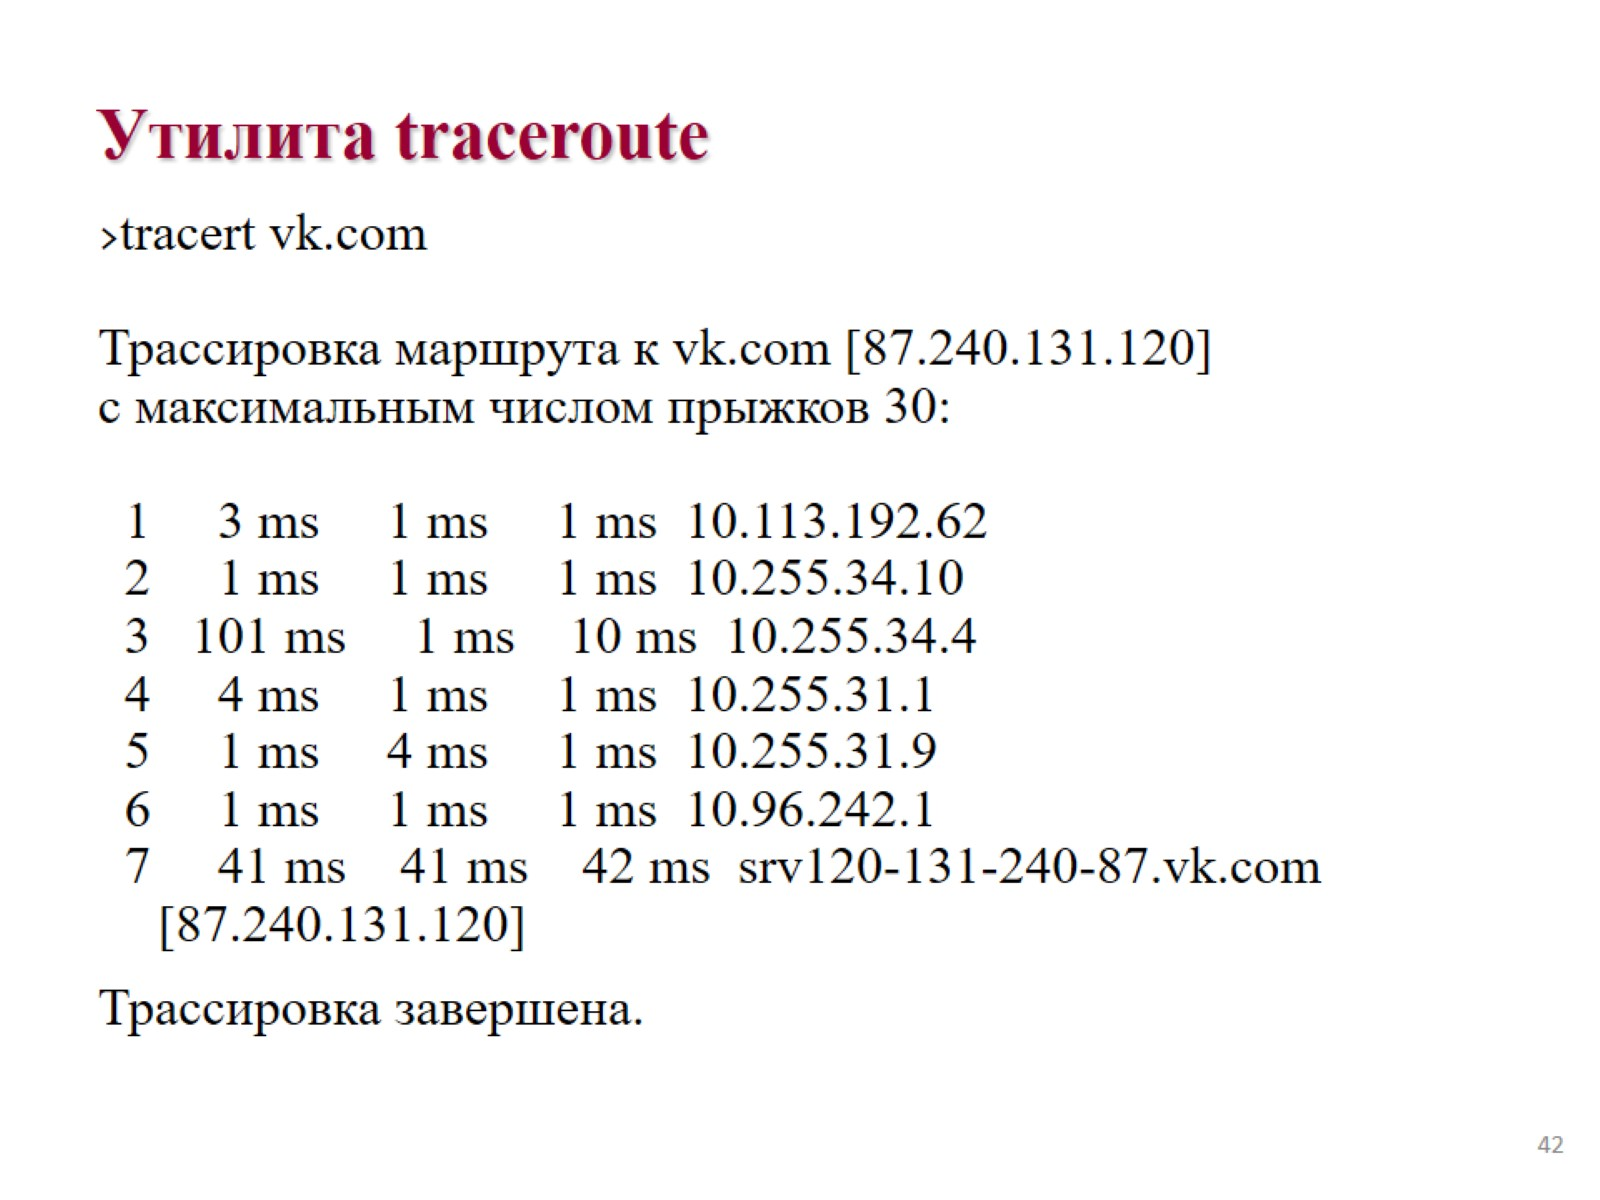 Утилита traceroute
>tracert vk.com
Трассировка маршрута к vk.com [87.240.131.120]
с максимальным числом прыжков 30:
1 3 ms 1 ms 1 ms 10.113.192.62
2 1 ms 1 ms 1 ms 10.255.34.10
3 101 ms 1 ms 10 ms 10.255.34.4
4 4 ms 1 ms 1 ms 10.255.31.1
5 1 ms 4 ms 1 ms 10.255.31.9
6 1 ms 1 ms 1 ms 10.96.242.1
7 41 ms 41 ms 42 ms srv120-131-240-87.vk.com
[87.240.131.120]
Трассировка завершена.
42